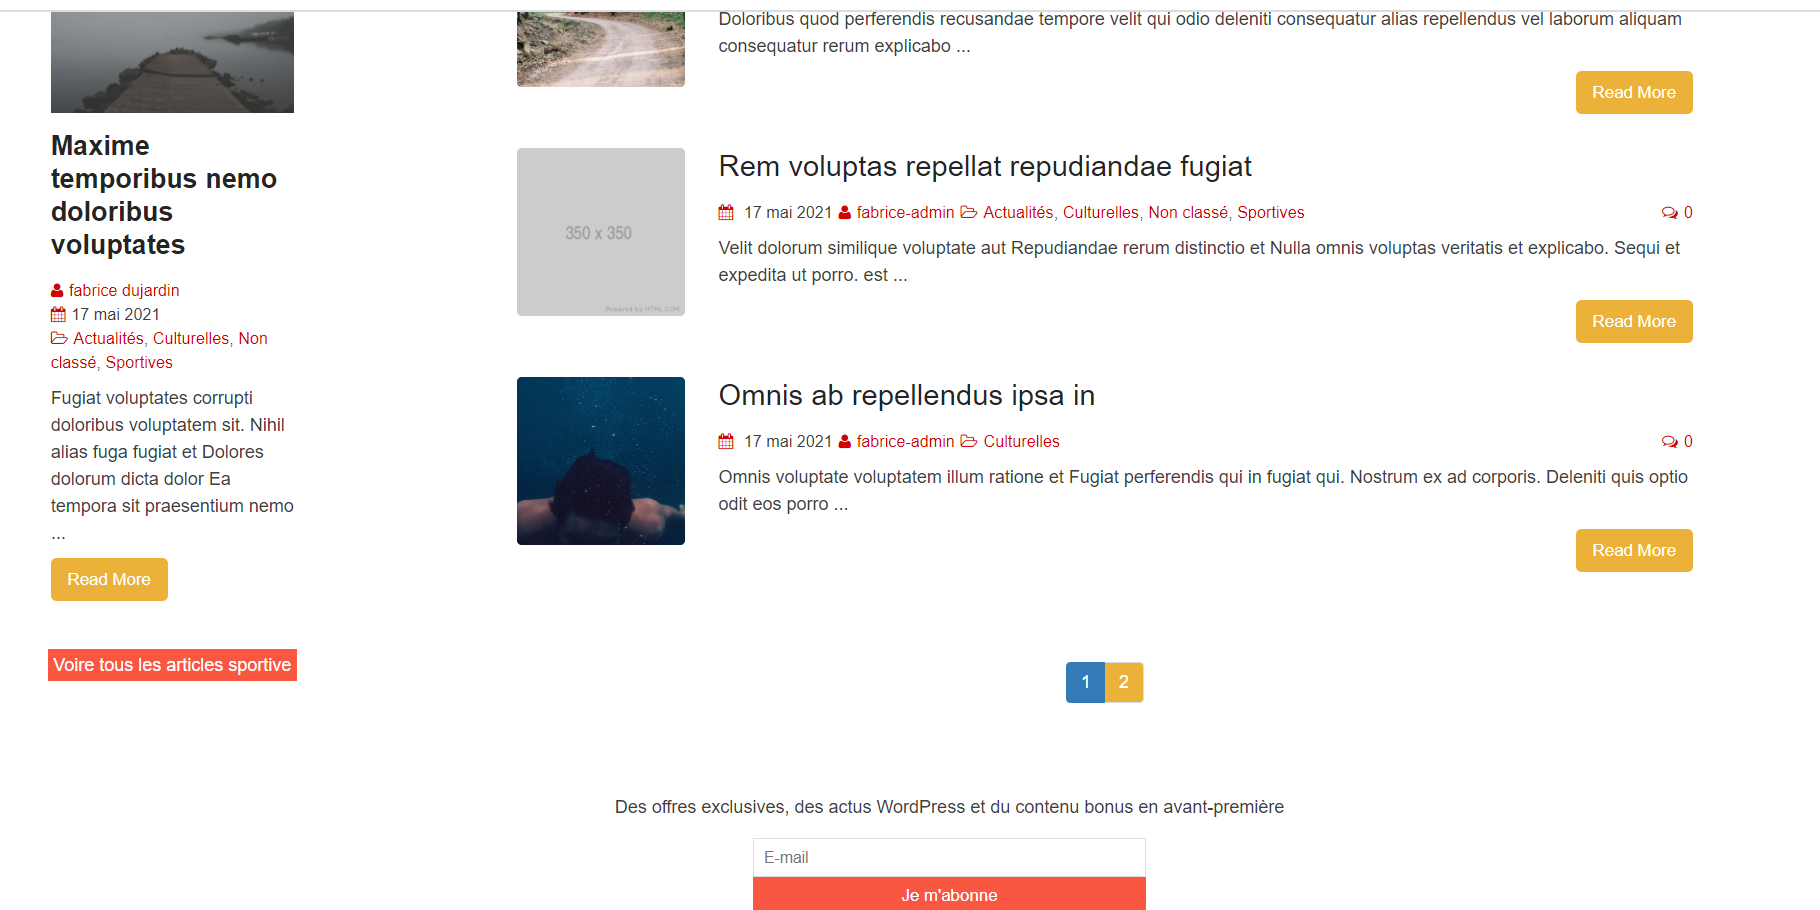 Maxime
temporibus nemo
doloribus
voluptates
fabrice dujardin
17 mai 2021
Actualités, Culturelles, Non
classé, Sportives
Fugiat voluptates corrupti
doloribus voluptatem sit. Nihil
alias fuga fugiat et Dolores
dolorum dicta dolor Ea
tempora sit praesentium nemo
...
Read More
Voire tous les articles sportive
Doloribus quod perferendis recusandae tempore velit qui odio deleniti consequatur alias repellendus vel laborum aliquam
consequatur rerum explicabo ...
Read More
350 x 350
Powered by HTML.COM
Rem voluptas repellat repudiandae fugiat
17 mai 2021 fabrice-admin Actualités, Culturelles, Non classé, Sportives 0
Velit dolorum similique voluptate aut Repudiandae rerum distinctio et Nulla omnis voluptas veritatis et explicabo. Sequi et
expedita ut porro. est ...
Read More
Omnis ab repellendus ipsa in
17 mai 2021 fabrice-admin Culturelles 0
Omnis voluptate voluptatem illum ratione et Fugiat perferendis qui in fugiat qui. Nostrum ex ad corporis. Deleniti quis optio
odit eos porro ...
Read More
1 2
Des offres exclusives, des actus WordPress et du contenu bonus en avant-première
E-mail
Je m'abonne